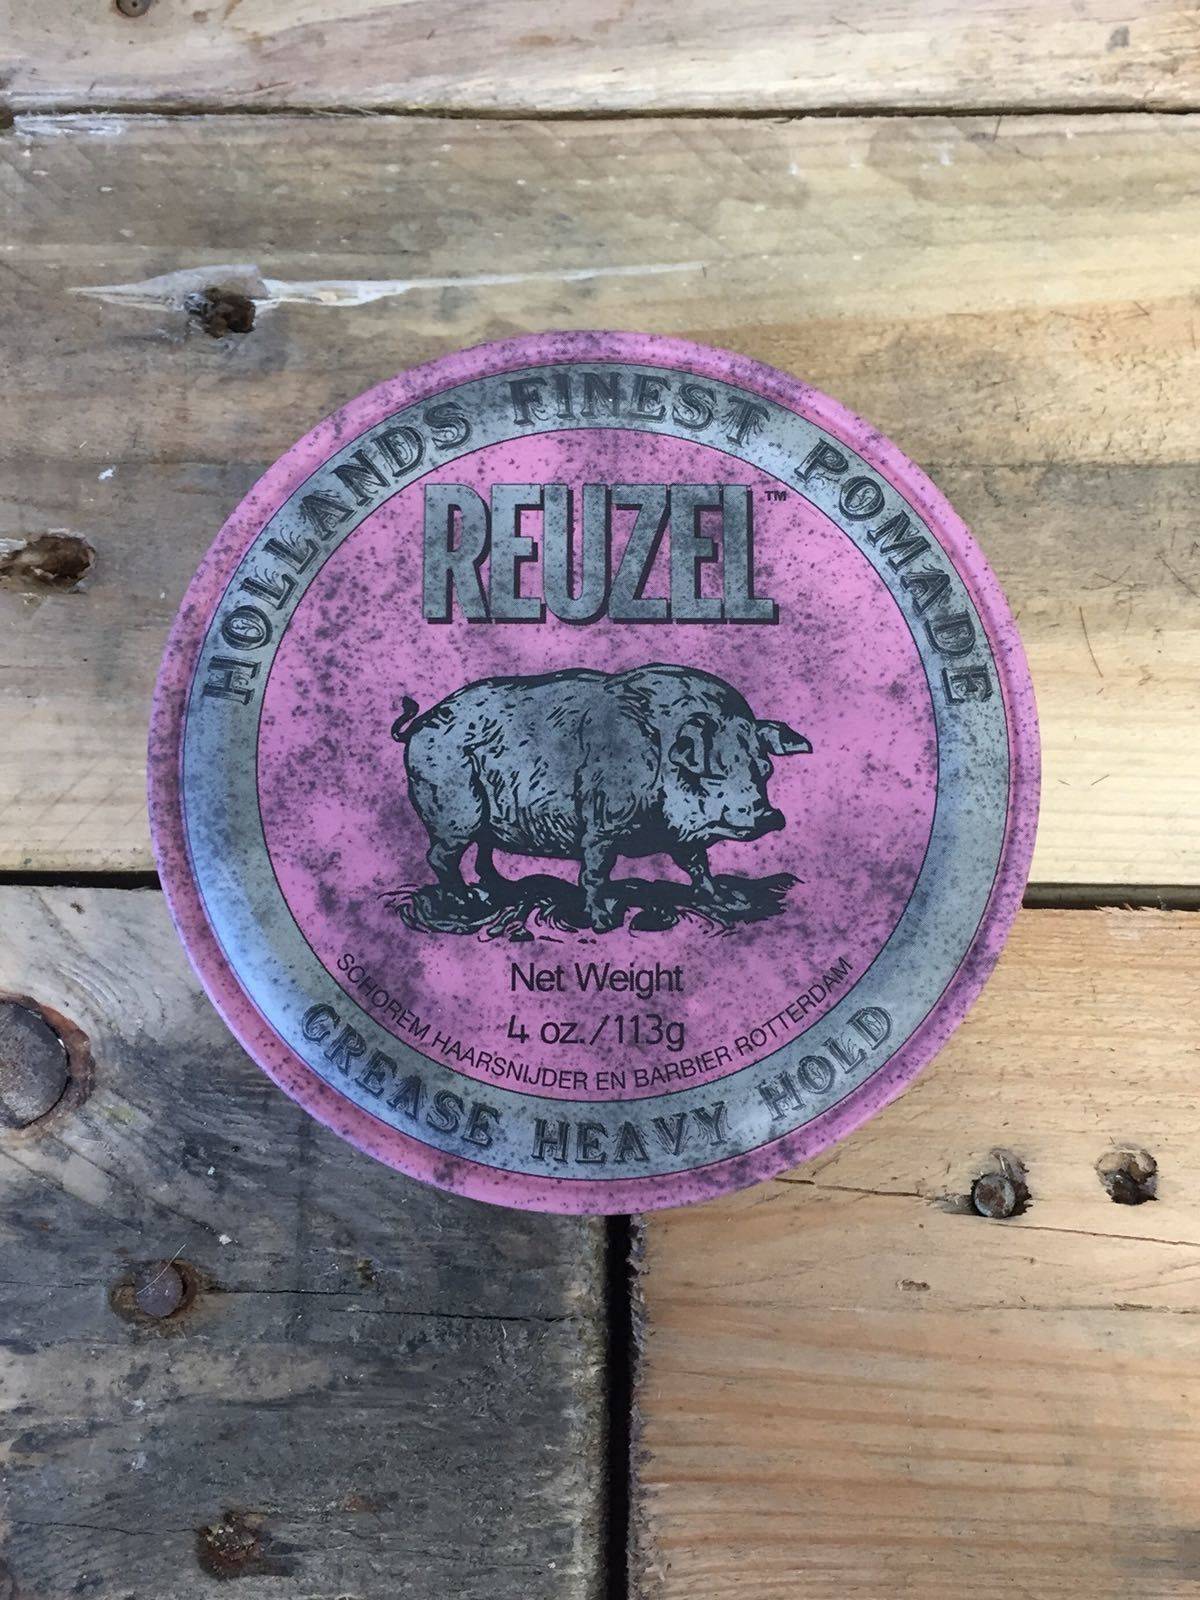 HOLLANDS FINEST POMADE
REUZEL™
Net Weight
4 oz./113g
SCHOREM HAARSNIJDER EN BARBIER ROTTERDAM
GREASE HEAVY HOLD